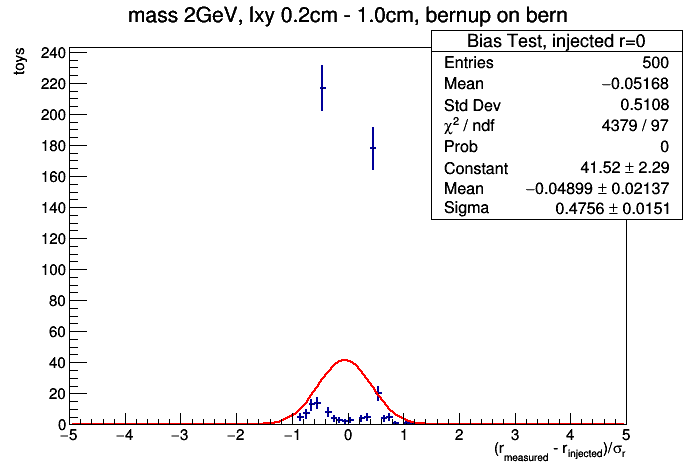 mass 2GeV, lxy 0.2cm - 1.0cm, bernup on bern
Bias Test, injected r=0
Entries 500
Mean −0.05168
Std Dev 0.5108
χ² / ndf 4379 / 97
Prob 0
Constant 41.52 ± 2.29
Mean −0.04899 ± 0.02137
Sigma 0.4756 ± 0.0151
toys
240
220
200
180
160
140
120
100
80
60
40
20
0
−5 −4 −3 −2 −1 0 1 2 3 4 5
(r_measured - r_injected)/σ_r